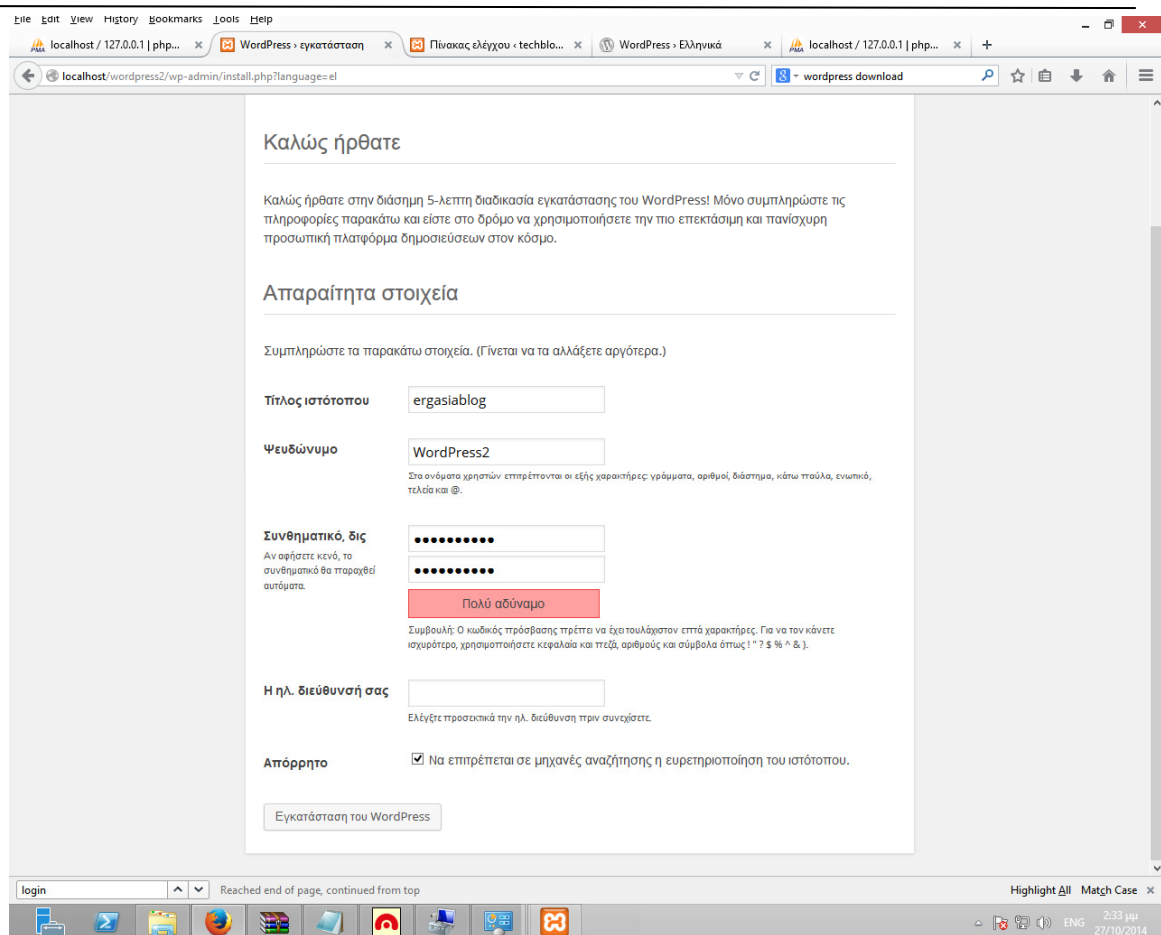 File Edit View History Bookmarks Tools Help
localhost / 127.0.0.1 | php... WordPress › εγκατάσταση Πίνακας ελέγχου ‹ techblo... WordPress › Ελληνικά localhost / 127.0.0.1 | php...
localhost/wordpress2/wp-admin/install.php?language=el wordpress download
Καλώς ήρθατε
Καλώς ήρθατε στην διάσημη 5-λεπτη διαδικασία εγκατάστασης του WordPress! Μόνο συμπληρώστε τις
πληροφορίες παρακάτω και είστε στο δρόμο να χρησιμοποιήσετε την πιο επεκτάσιμη και πανίσχυρη
προσωπική πλατφόρμα δημοσιεύσεων στον κόσμο.
Απαραίτητα στοιχεία
Συμπληρώστε τα παρακάτω στοιχεία. (Γίνεται να τα αλλάξετε αργότερα.)
Τίτλος ιστότοπου ergasiablog
Ψευδώνυμο WordPress2
Στα ονόματα χρηστών επιτρέπονται οι εξής χαρακτήρες: γράμματα, αριθμοί, διάστημα, κάτω παύλα, ενωτικό,
τελεία και @.
Συνθηματικό, δις ●●●●●●●●●●
Αν αφήσετε κενό, το
συνθηματικό θα παραχθεί
αυτόματα.
●●●●●●●●●●
Πολύ αδύναμο
Συμβουλή: Ο κωδικός πρόσβασης πρέπει να έχει τουλάχιστον επτά χαρακτήρες. Για να τον κάνετε
ισχυρότερο, χρησιμοποιήσετε κεφαλαία και πεζά, αριθμούς και σύμβολα όπως ! " ? $ % ^ & ).
Η ηλ. διεύθυνσή σας
Ελέγξτε προσεκτικά την ηλ. διεύθυνση πριν συνεχίσετε.
Απόρρητο Να επιτρέπεται σε μηχανές αναζήτησης η ευρετηριοποίηση του ιστότοπου.
Εγκατάσταση του WordPress
login Reached end of page, continued from top Highlight All Match Case
ENG 2:33 μμ
27/10/2014